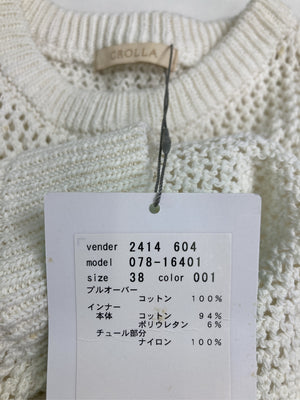 CROLLA
vender 2414 604
model 078-16401
size 38 color 001
プルオーバー
コットン 100%
インナー
本体 コットン 94%
ポリウレタン 6%
チュール部分
ナイロン 100%